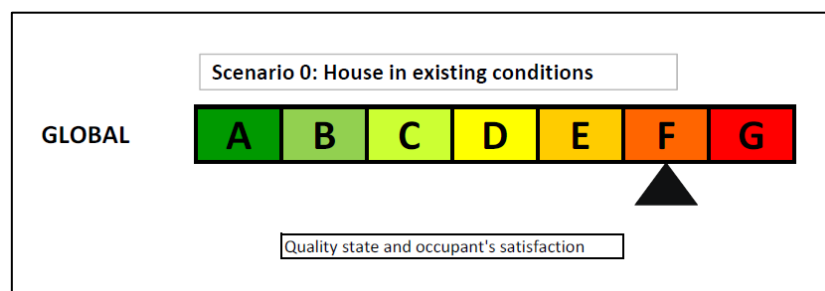 Scenario 0: House in existing conditions
GLOBAL A B C D E F G
Quality state and occupant's satisfaction